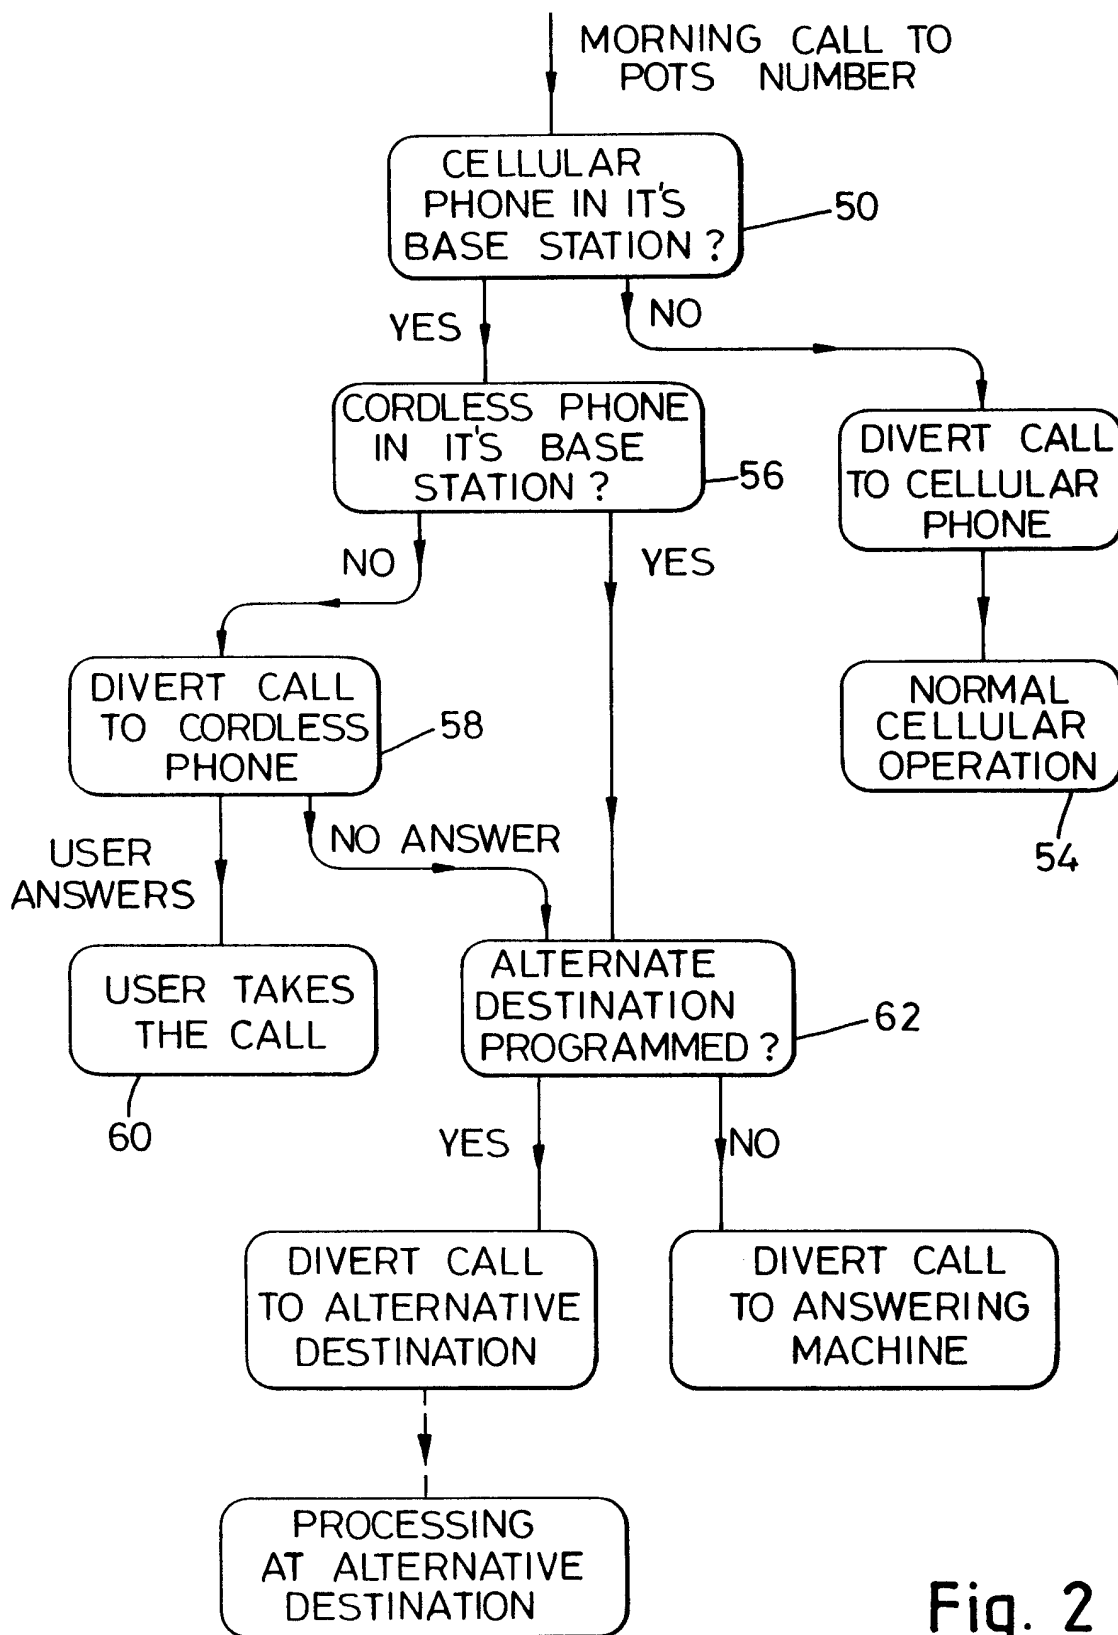 MORNING CALL TO
POTS NUMBER
CELLULAR
PHONE IN IT'S
BASE STATION ?
50
YES
NO
CORDLESS PHONE
IN IT'S BASE
STATION ?
56
DIVERT CALL
TO CELLULAR
PHONE
NO
YES
DIVERT CALL
TO CORDLESS
PHONE
58
NORMAL
CELLULAR
OPERATION
54
USER
ANSWERS
NO ANSWER
USER TAKES
THE CALL
60
ALTERNATE
DESTINATION
PROGRAMMED ?
62
YES
NO
DIVERT CALL
TO ALTERNATIVE
DESTINATION
DIVERT CALL
TO ANSWERING
MACHINE
PROCESSING
AT ALTERNATIVE
DESTINATION
Fig. 2